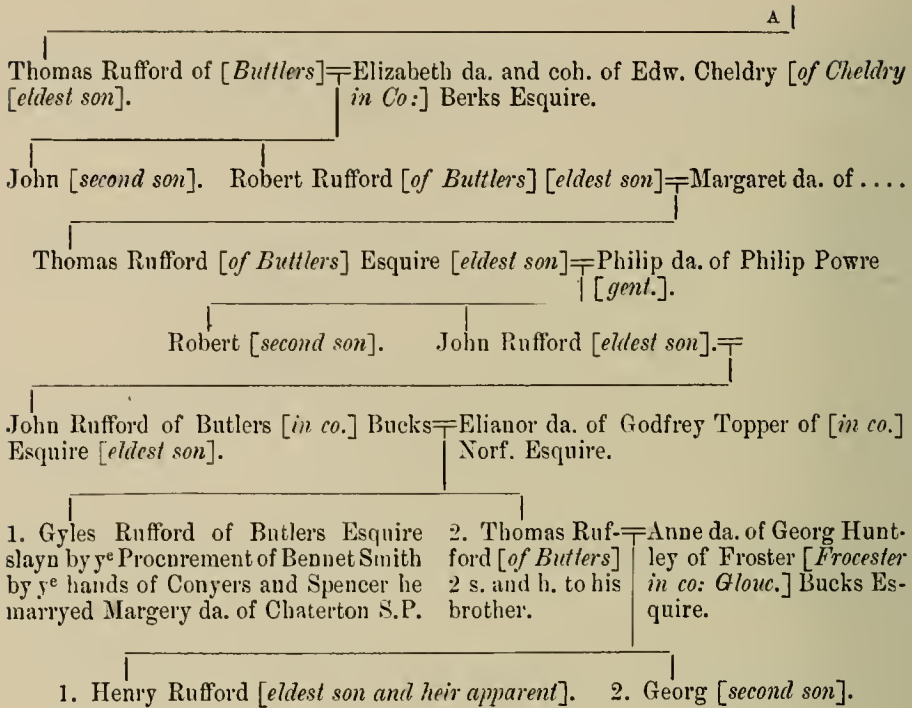 A
Thomas Rufford of [Buttlers]=Elizabeth da. and coh. of Edw. Cheldry [of Cheldry
[eldest son]. in Co:] Berks Esquire.
John [second son]. Robert Rufford [of Buttlers] [eldest son]=Margaret da. of ....
Thomas Rufford [of Buttlers] Esquire [eldest son]=Philip da. of Philip Powre
[gent.].
Robert [second son]. John Rufford [eldest son].=
John Rufford of Butlers [in co.] Bucks=Elianor da. of Godfrey Topper of [in co.]
Esquire [eldest son]. Norf. Esquire.
1. Gyles Rufford of Butlers Esquire
slayn by yᵉ Procurement of Bennet Smith
by yᵉ hands of Conyers and Spencer he
marryed Margery da. of Chaterton S.P.
2. Thomas Ruf-
ford [of Butlers]
2 s. and h. to his
brother.
=Anne da. of Georg Hunt-
ley of Froster [Frocester
in co: Glouc.] Bucks Es-
quire.
1. Henry Rufford [eldest son and heir apparent]. 2. Georg [second son].